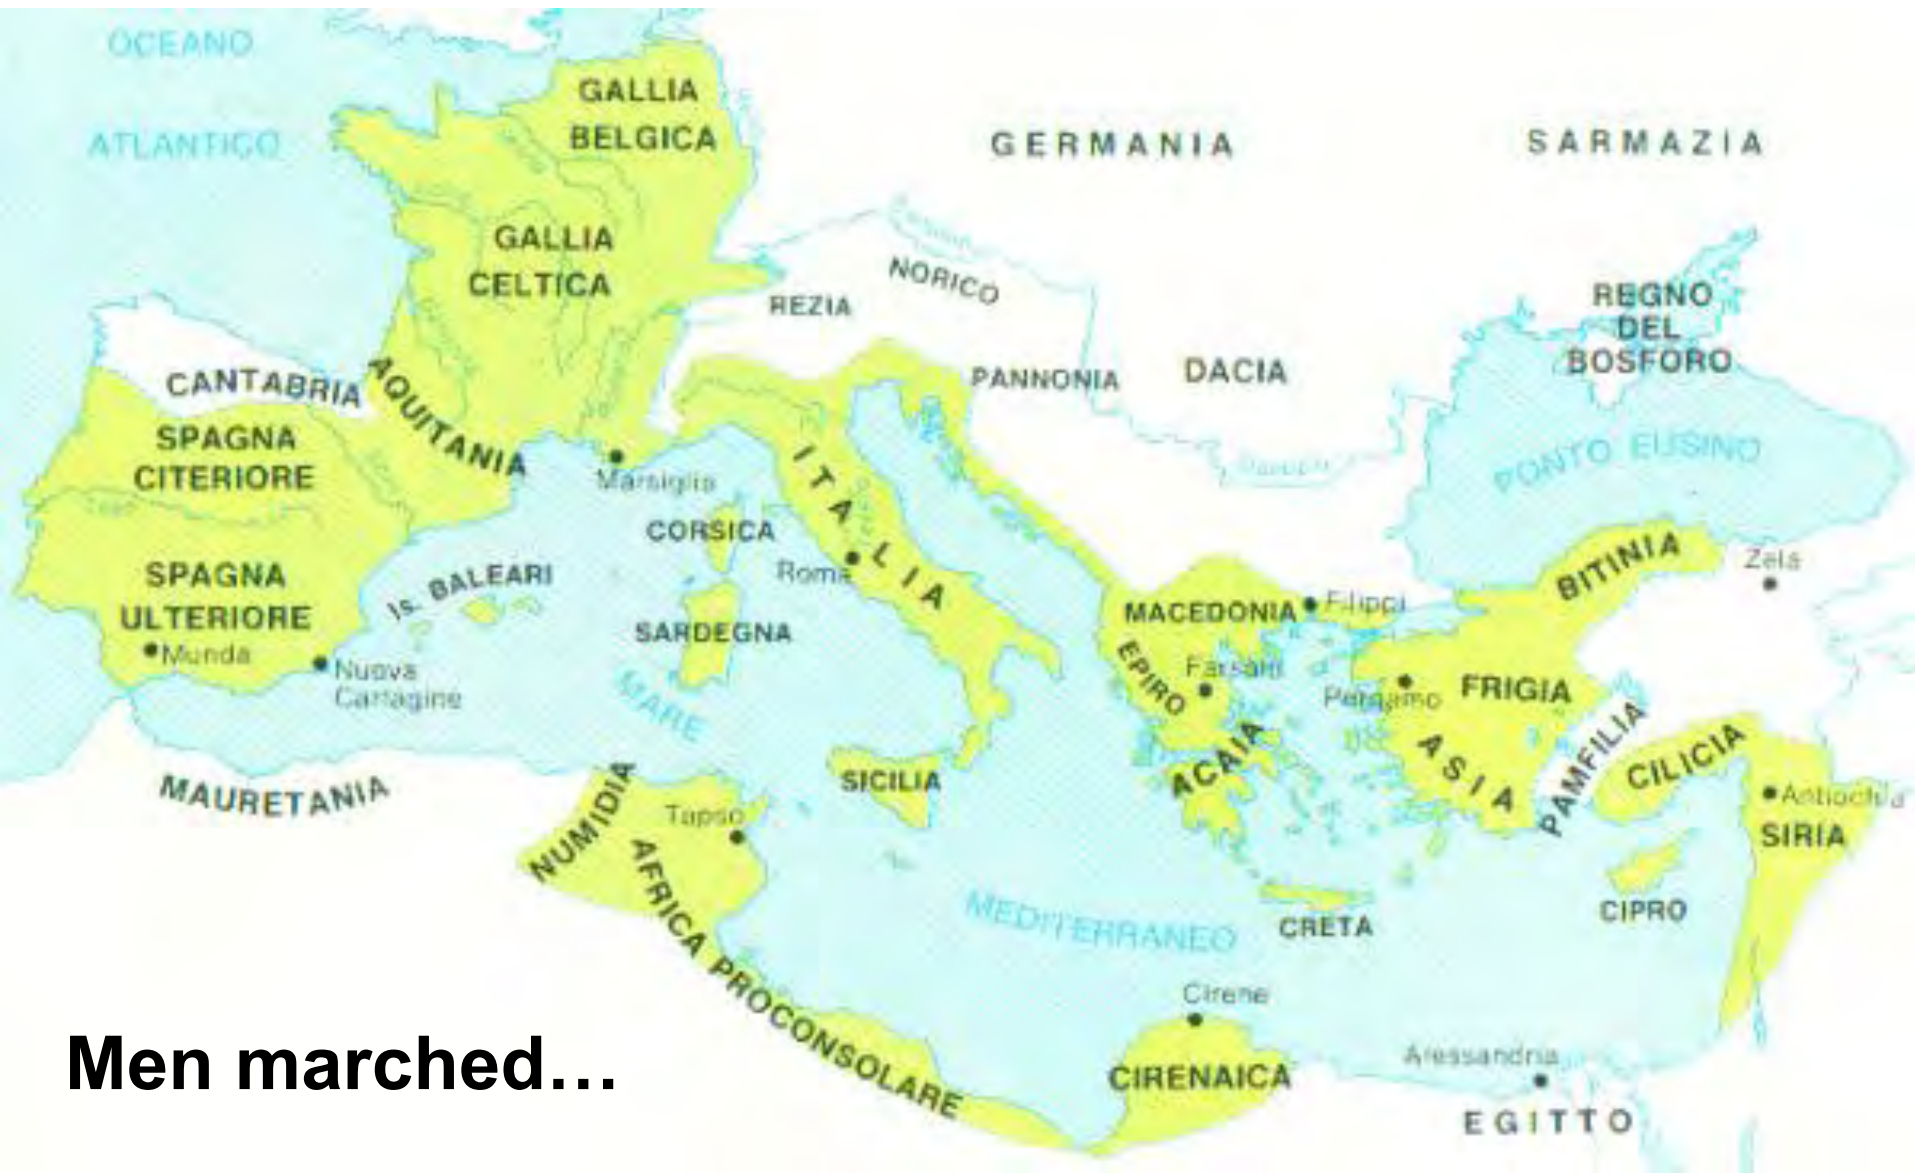 OCEANO
ATLANTICO
GALLIA
BELGICA
GERMANIA
SARMAZIA
GALLIA
CELTICA
NORICO
REZIA
REGNO
DEL
BOSFORO
CANTABRIA
AQUITANIA
PANNONIA
DACIA
SPAGNA
CITERIORE
Marsiglia
ITALIA
PONTO EUSINO
CORSICA
Roma
SPAGNA
ULTERIORE
Is. BALEARI
SARDEGNA
BITINIA
Zela
MACEDONIA
Filippi
Munda
Nuova
Cartagine
EPIRO
Farsalo
Pergamo
FRIGIA
MARE
ACAIA
ASIA
PAMFILIA
CILICIA
MAURETANIA
NUMIDIA
Tapso
SICILIA
Antiochia
SIRIA
AFRICA PROCONSOLARE
MEDITERRANEO
CRETA
CIPRO
Cirene
CIRENAICA
Alessandria
EGITTO
Men marched…